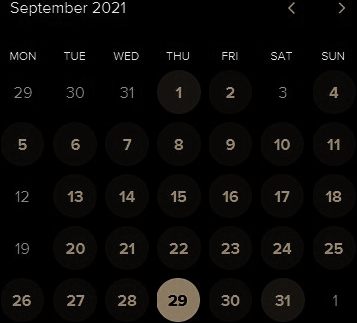 September 2021 < >
MON TUE WED THU FRI SAT SUN
29 30 31 1 2 3 4
5 6 7 8 9 10 11
12 13 14 15 16 17 18
19 20 21 22 23 24 25
26 27 28 29 30 31 1